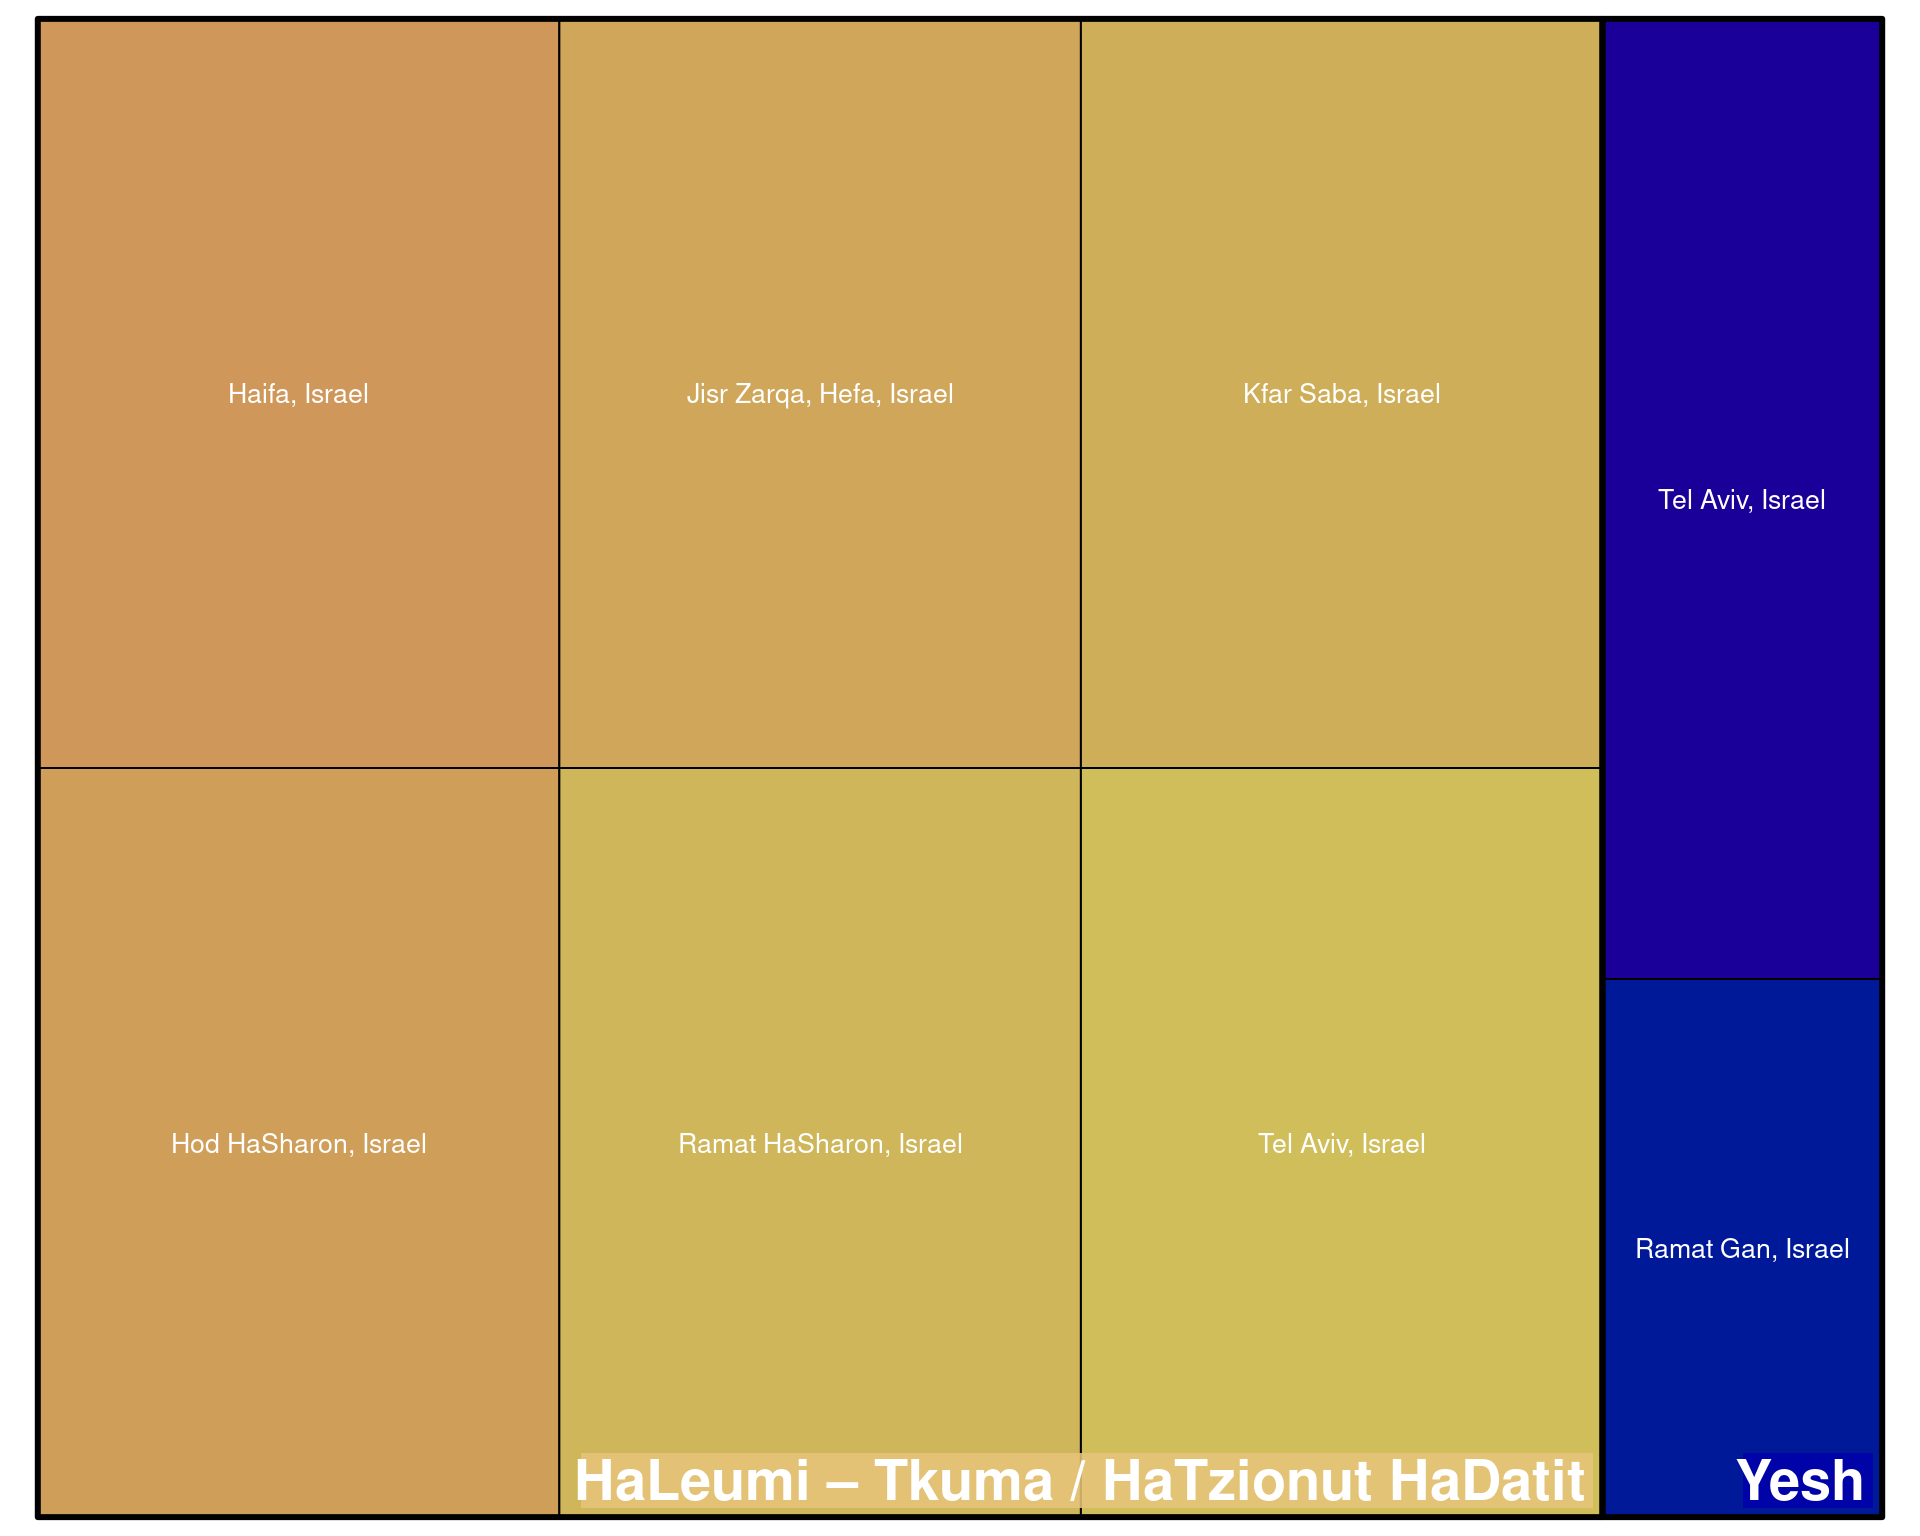 Haifa, Israel
Jisr Zarqa, Hefa, Israel
Kfar Saba, Israel
Tel Aviv, Israel
Hod HaSharon, Israel
Ramat HaSharon, Israel
Tel Aviv, Israel
Ramat Gan, Israel
HaLeumi – Tkuma / HaTzionut HaDatit
Yesh